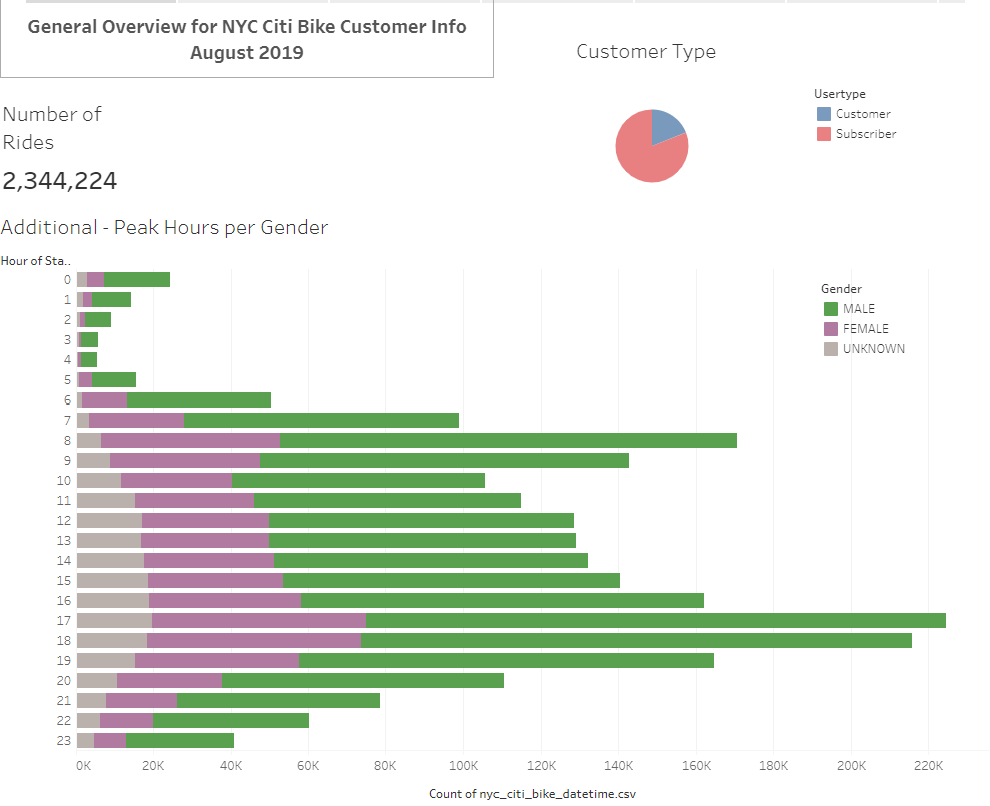 General Overview for NYC Citi Bike Customer Info
August 2019
Customer Type
Usertype
Customer
Subscriber
Number of
Rides
2,344,224
Additional - Peak Hours per Gender
Hour of Sta..
Gender
MALE
FEMALE
UNKNOWN
0
1
2
3
4
5
6
7
8
9
10
11
12
13
14
15
16
17
18
19
20
21
22
23
0K 20K 40K 60K 80K 100K 120K 140K 160K 180K 200K 220K
Count of nyc_citi_bike_datetime.csv